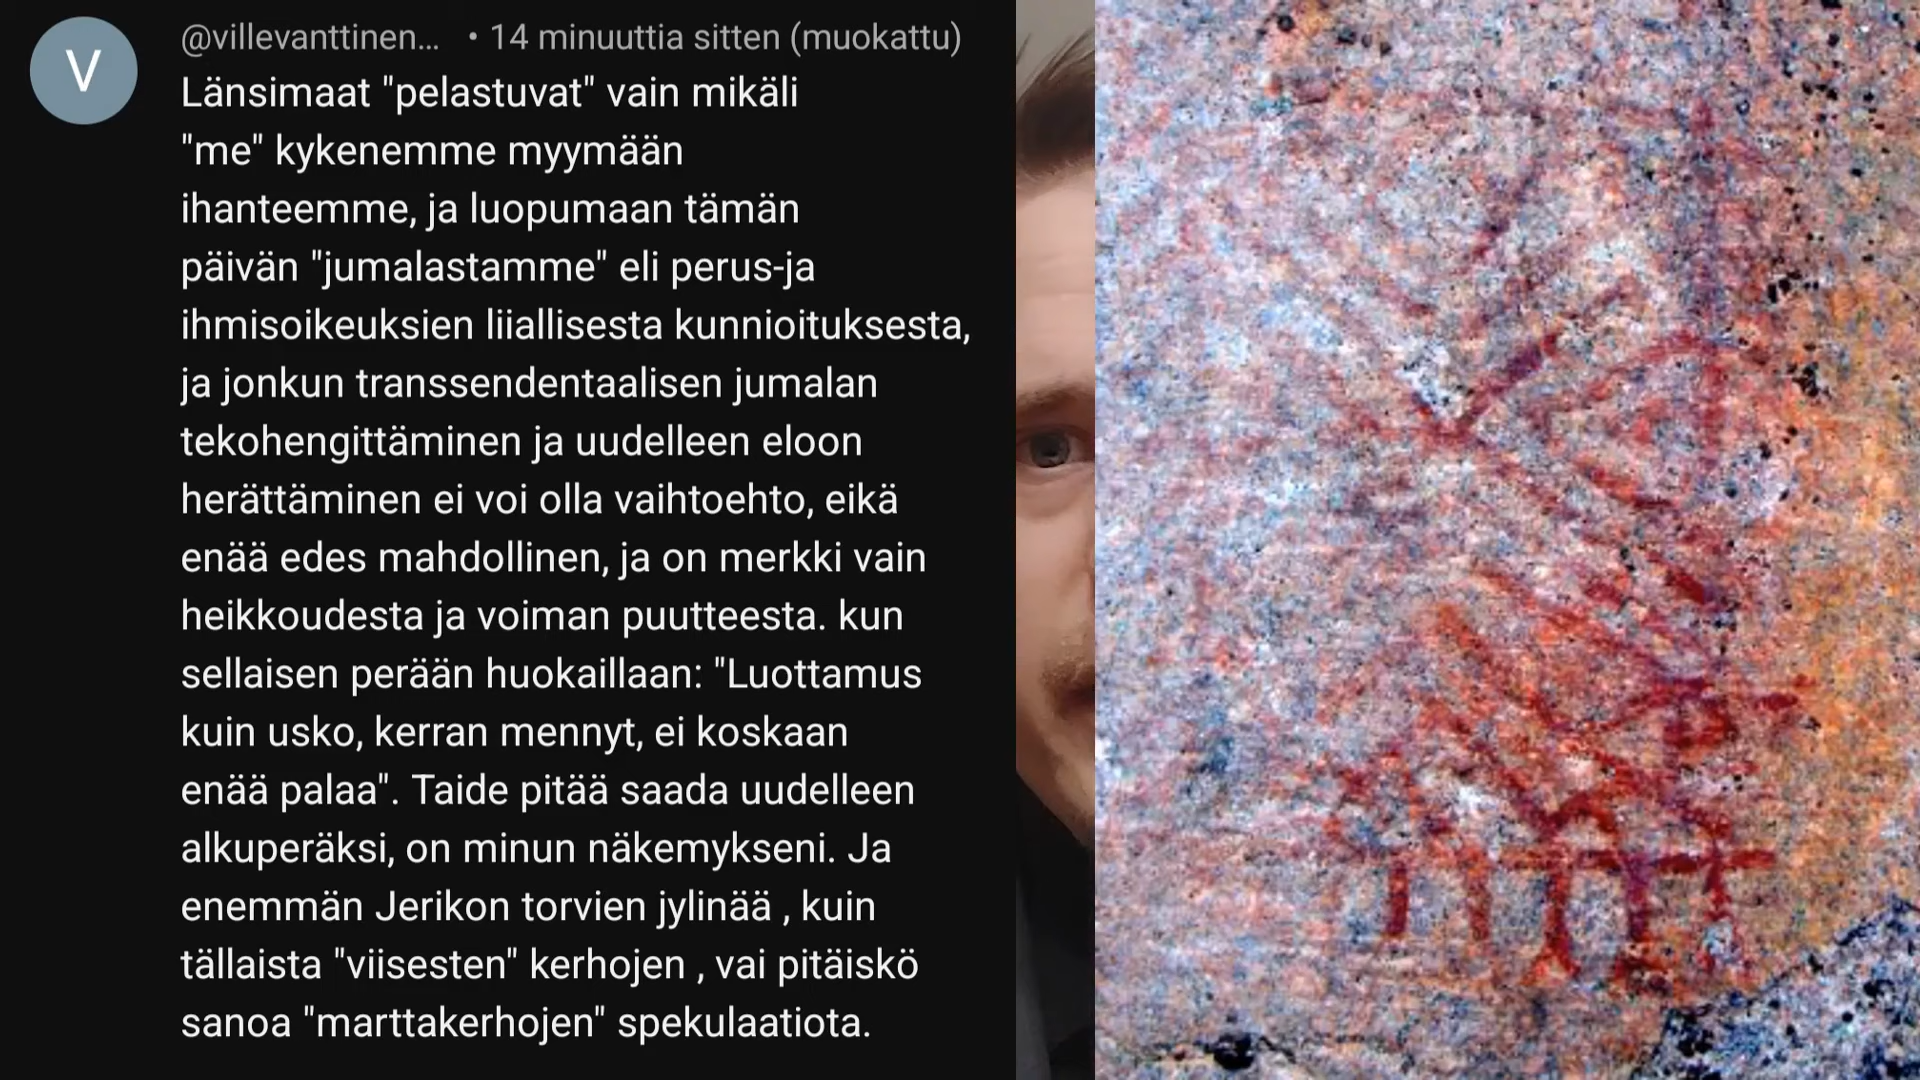 V
@villevanttinen... • 14 minuuttia sitten (muokattu)
Länsimaat "pelastuvat" vain mikäli
"me" kykenemme myymään
ihanteemme, ja luopumaan tämän
päivän "jumalastamme" eli perus-ja
ihmisoikeuksien liiallisesta kunnioituksesta,
ja jonkun transsendentaalisen jumalan
tekohengittäminen ja uudelleen eloon
herättäminen ei voi olla vaihtoehto, eikä
enää edes mahdollinen, ja on merkki vain
heikkoudesta ja voiman puutteesta. kun
sellaisen perään huokaillaan: "Luottamus
kuin usko, kerran mennyt, ei koskaan
enää palaa". Taide pitää saada uudelleen
alkuperäksi, on minun näkemykseni. Ja
enemmän Jerikon torvien jylinää , kuin
tällaista "viisesten" kerhojen , vai pitäiskö
sanoa "marttakerhojen" spekulaatiota.